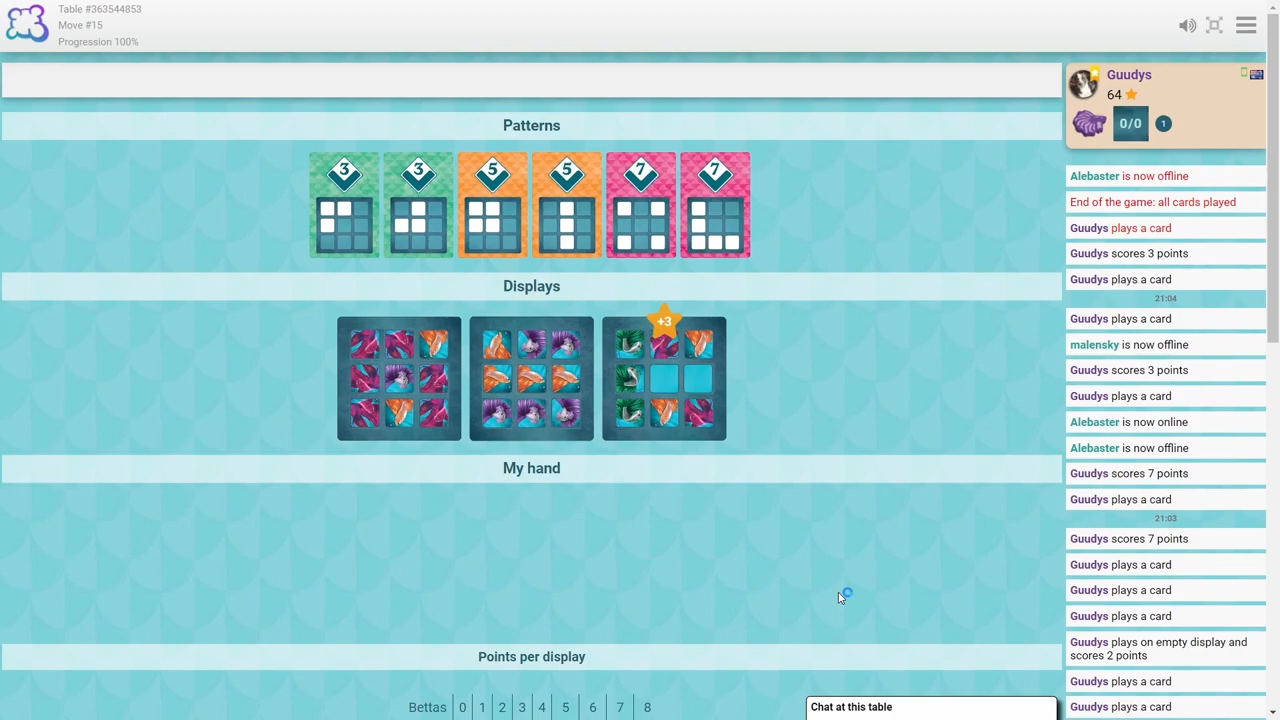 Table #363544853
Move #15
Progression 100%
Guudys
64
0/0
1
Patterns
3
3
5
5
7
7
Displays
+3
My hand
Points per display
Bettas 0 1 2 3 4 5 6 7 8
Alebaster is now offline
End of the game: all cards played
Guudys plays a card
Guudys scores 3 points
Guudys plays a card
21:04
Guudys plays a card
malensky is now offline
Guudys scores 3 points
Guudys plays a card
Alebaster is now online
Alebaster is now offline
Guudys scores 7 points
Guudys plays a card
21:03
Guudys scores 7 points
Guudys plays a card
Guudys plays a card
Guudys plays a card
Guudys plays on empty display and
scores 2 points
Guudys plays a card
Guudys plays a card
Chat at this table